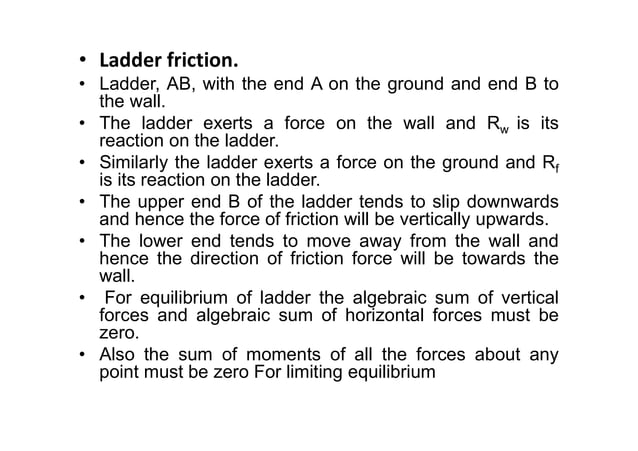 • Ladder friction.
• Ladder, AB, with the end A on the ground and end B to
the wall.
• The ladder exerts a force on the wall and Rw is its
reaction on the ladder.
• Similarly the ladder exerts a force on the ground and Rf
is its reaction on the ladder.
• The upper end B of the ladder tends to slip downwards
and hence the force of friction will be vertically upwards.
• The lower end tends to move away from the wall and
hence the direction of friction force will be towards the
wall.
• For equilibrium of ladder the algebraic sum of vertical
forces and algebraic sum of horizontal forces must be
zero.
• Also the sum of moments of all the forces about any
point must be zero For limiting equilibrium